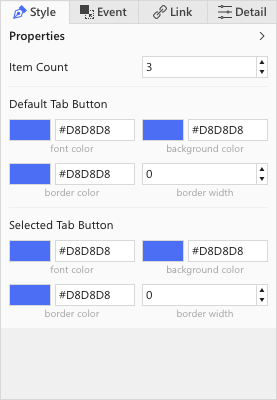 Style Event Link Detail
Properties
Item Count 3
Default Tab Button
#D8D8D8 #D8D8D8
font color background color
#D8D8D8 0
border color border width
Selected Tab Button
#D8D8D8 #D8D8D8
font color background color
#D8D8D8 0
border color border width